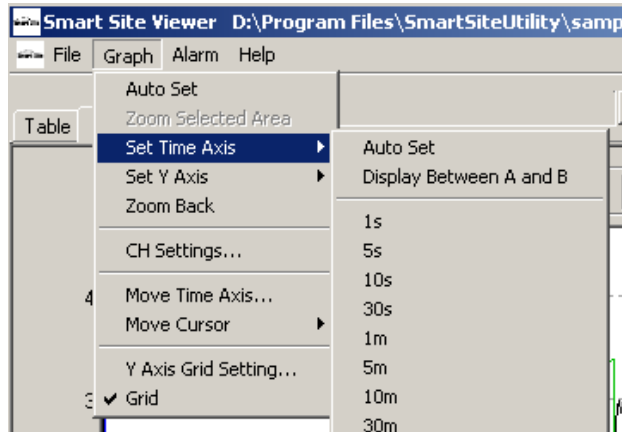 Smart Site Viewer D:\Program Files\SmartSiteUtility\samp
File Graph Alarm Help
Table
Auto Set
Zoom Selected Area
Set Time Axis
Set Y Axis
Zoom Back
CH Settings...
Move Time Axis...
Move Cursor
Y Axis Grid Setting...
Grid
Auto Set
Display Between A and B
1s
5s
10s
30s
1m
5m
10m
30m
4
3